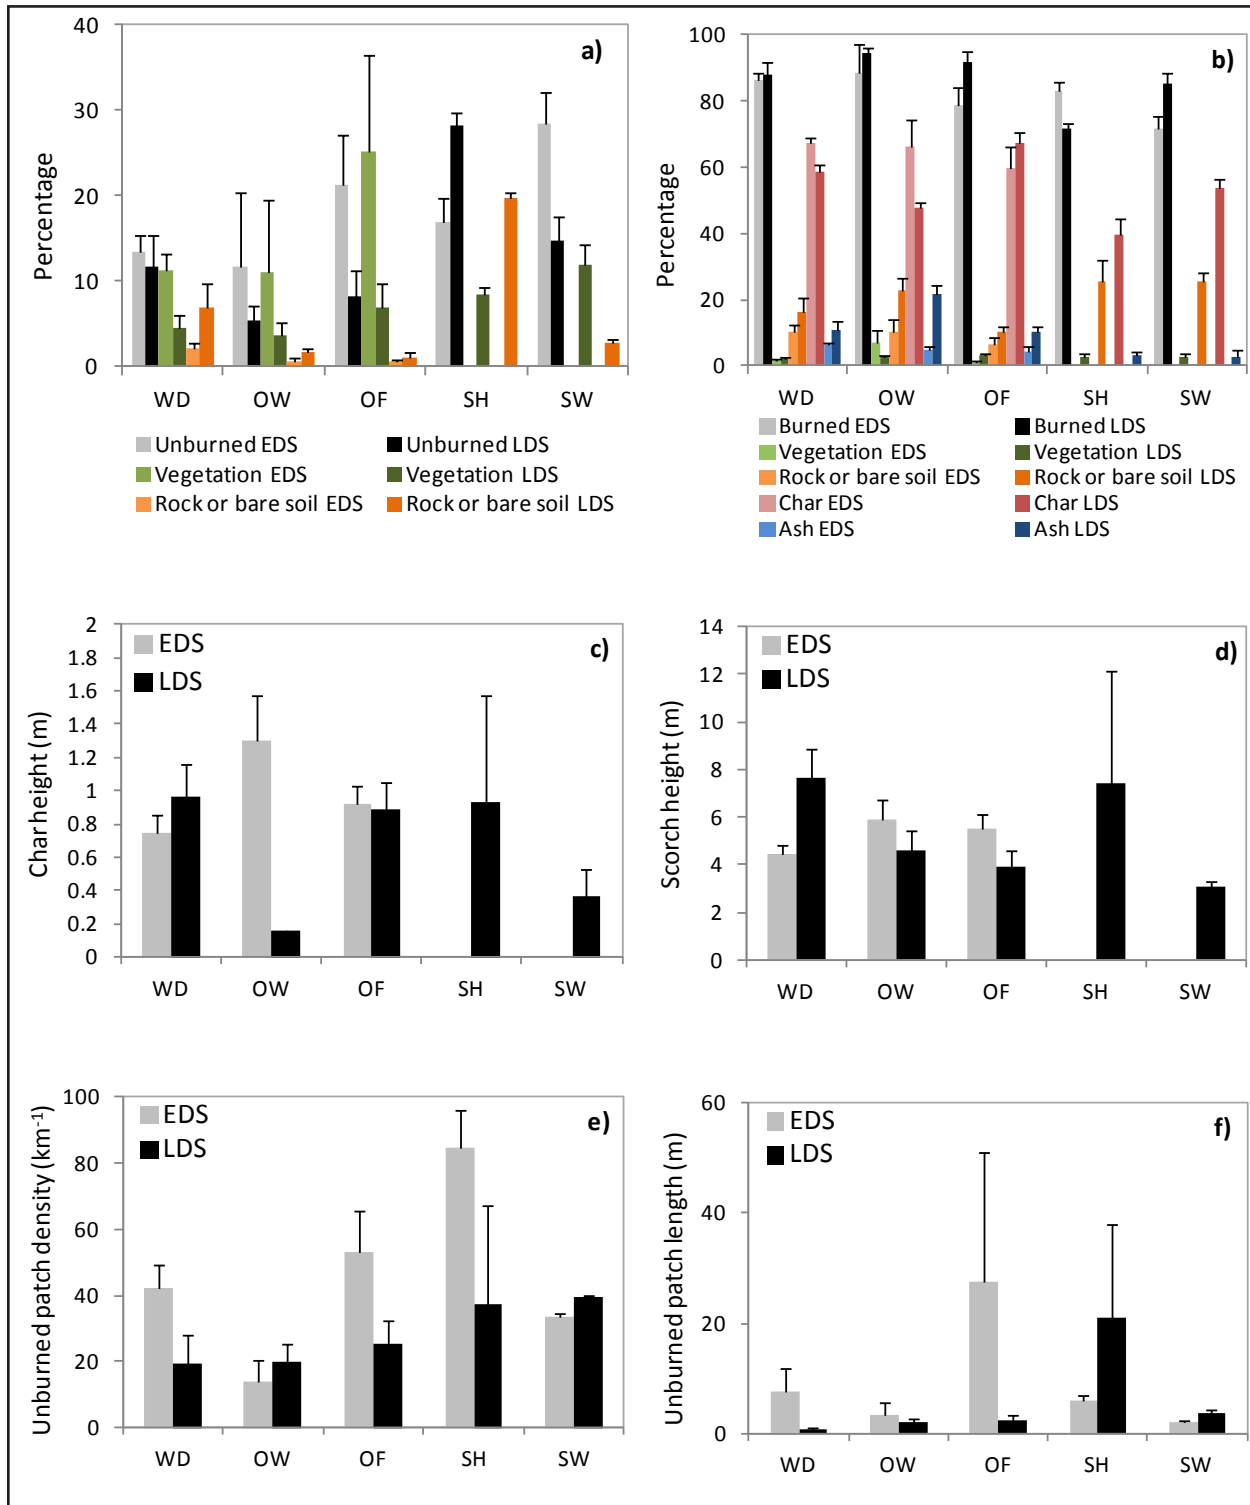 a)
Percentage
40
30
20
10
0
WD OW OF SH SW
Unburned EDS Unburned LDS
Vegetation EDS Vegetation LDS
Rock or bare soil EDS Rock or bare soil LDS
b)
Percentage
100
80
60
40
20
0
WD OW OF SH SW
Burned EDS Burned LDS
Vegetation EDS Vegetation LDS
Rock or bare soil EDS Rock or bare soil LDS
Char EDS Char LDS
Ash EDS Ash LDS
c)
EDS
LDS
Char height (m)
2
1.8
1.6
1.4
1.2
1
0.8
0.6
0.4
0.2
0
WD OW OF SH SW
d)
EDS
LDS
Scorch height (m)
14
12
10
8
6
4
2
0
WD OW OF SH SW
e)
EDS
LDS
Unburned patch density (km⁻¹)
100
80
60
40
20
0
WD OW OF SH SW
f)
EDS
LDS
Unburned patch length (m)
60
40
20
0
WD OW OF SH SW